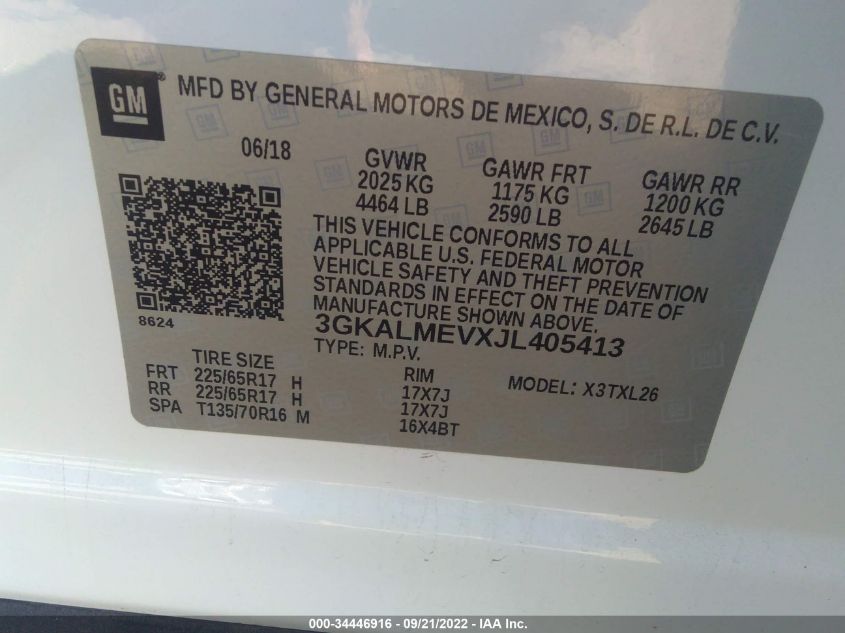 GM ®
MFD BY GENERAL MOTORS DE MEXICO, S. DE R.L. DE C.V.
06/18
GVWR
2025 KG
4464 LB
GAWR FRT
1175 KG
2590 LB
GAWR RR
1200 KG
2645 LB
THIS VEHICLE CONFORMS TO ALL
APPLICABLE U.S. FEDERAL MOTOR
VEHICLE SAFETY AND THEFT PREVENTION
STANDARDS IN EFFECT ON THE DATE OF
MANUFACTURE SHOWN ABOVE.
8624
3GKALMEVXJL405413
TYPE: M.P.V.
MODEL: X3TXL26
TIRE SIZE RIM
FRT 225/65R17 H 17X7J
RR 225/65R17 H 17X7J
SPA T135/70R16 M 16X4BT
000-34446916 - 09/21/2022 - IAA Inc.